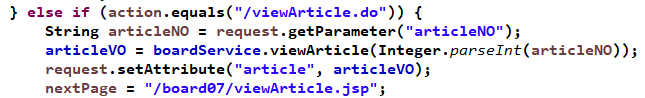 } else if (action.equals("/viewArticle.do")) {
String articleNO = request.getParameter("articleNO");
articleVO = boardService.viewArticle(Integer.parseInt(articleNO));
request.setAttribute("article", articleVO);
nextPage = "/board07/viewArticle.jsp";